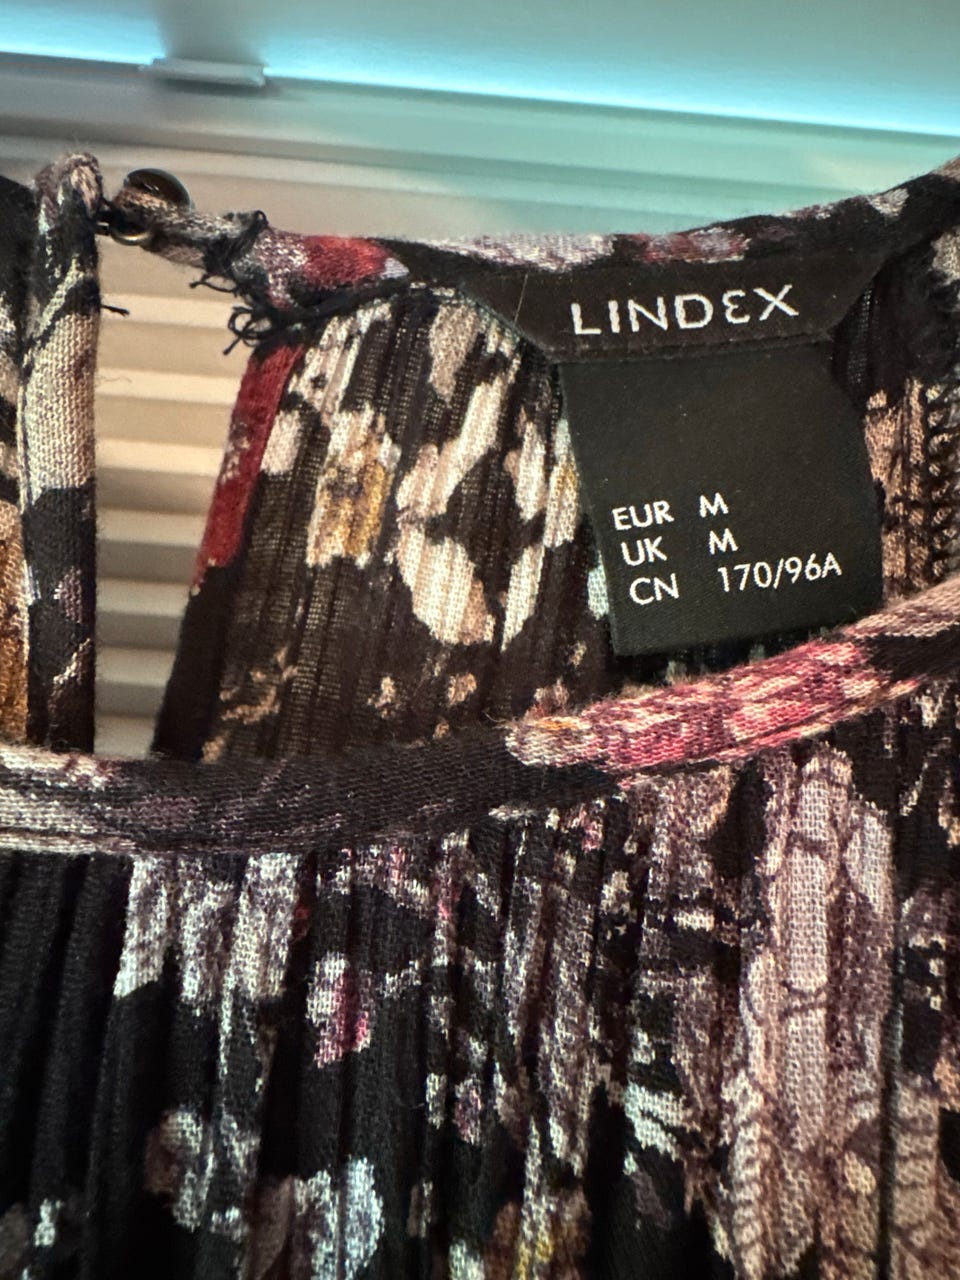 LINDEX
EUR M
UK M
CN 170/96A